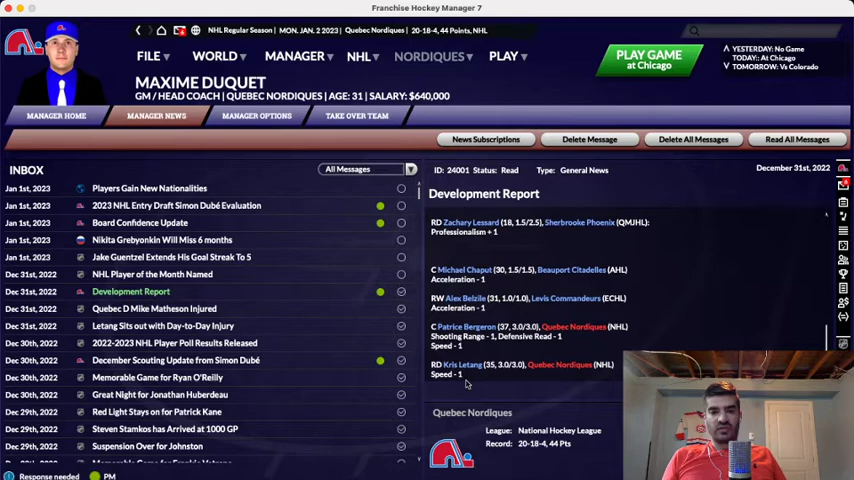 Franchise Hockey Manager 7
NHL Regular Season | MON. JAN. 2 2023 | Quebec Nordiques | 20-18-4, 44 Points, NHL
FILE WORLD MANAGER NHL NORDIQUES PLAY
PLAY GAME
at Chicago
YESTERDAY: No Game
TODAY:: At Chicago
TOMORROW: Vs Colorado
MAXIME DUQUET
GM / HEAD COACH | QUEBEC NORDIQUES | AGE: 31 | SALARY: $640,000
MANAGER HOME MANAGER NEWS MANAGER OPTIONS TAKE OVER TEAM
News Subscriptions Delete Message Delete All Messages Read All Messages
INBOX All Messages
Jan 1st, 2023 Players Gain New Nationalities
Jan 1st, 2023 2023 NHL Entry Draft Simon Dubé Evaluation
Jan 1st, 2023 Board Confidence Update
Jan 1st, 2023 Nikita Grebyonkin Will Miss 6 months
Jan 1st, 2023 Jake Guentzel Extends His Goal Streak To 5
Dec 31st, 2022 NHL Player of the Month Named
Dec 31st, 2022 Development Report
Dec 31st, 2022 Quebec D Mike Matheson Injured
Dec 31st, 2022 Letang Sits out with Day-to-Day Injury
Dec 30th, 2022 2022-2023 NHL Player Poll Results Released
Dec 30th, 2022 December Scouting Update from Simon Dubé
Dec 30th, 2022 Memorable Game for Ryan O'Reilly
Dec 30th, 2022 Great Night for Jonathan Huberdeau
Dec 29th, 2022 Red Light Stays on for Patrick Kane
Dec 29th, 2022 Steven Stamkos has Arrived at 1000 GP
Dec 29th, 2022 Suspension Over for Johnston
Response needed PM
ID: 24001 Status: Read Type: General News December 31st, 2022
Development Report
RD Zachary Lessard (18, 1.5/2.5), Sherbrooke Phoenix (QMJHL):
Professionalism + 1
C Michael Chaput (30, 1.5/1.5), Beauport Citadelles (AHL)
Acceleration - 1
RW Alex Belzile (31, 1.0/1.0), Levis Commandeurs (ECHL)
Acceleration - 1
C Patrice Bergeron (37, 3.0/3.0), Quebec Nordiques (NHL)
Shooting Range - 1, Defensive Read - 1
Speed - 1
RD Kris Letang (35, 3.0/3.0), Quebec Nordiques (NHL)
Speed - 1
Quebec Nordiques
League: National Hockey League
Record: 20-18-4, 44 Pts